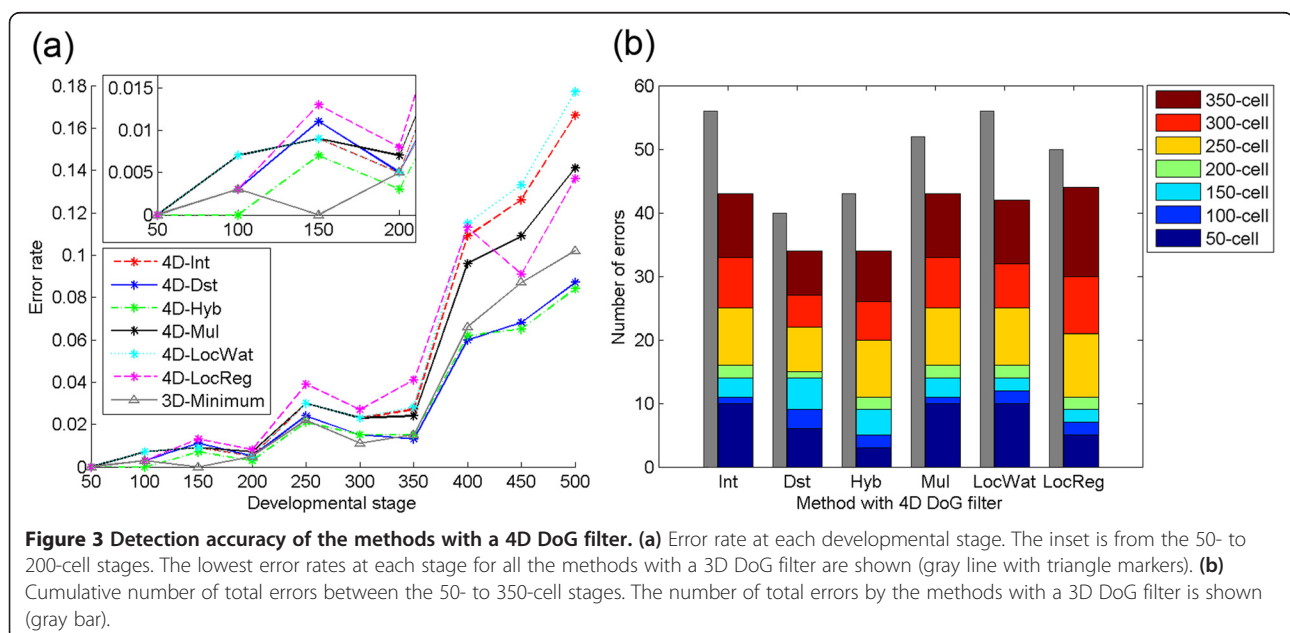 (a)
0.18
0.16
0.14
0.12
0.1
0.08
0.06
0.04
0.02
0
Error rate
0.015
0.01
0.005
0
50
100
150
200
4D-Int
4D-Dst
4D-Hyb
4D-Mul
4D-LocWat
4D-LocReg
3D-Minimum
50 100 150 200 250 300 350 400 450 500
Developmental stage
(b)
60
50
40
30
20
10
0
Number of errors
Int Dst Hyb Mul LocWat LocReg
Method with 4D DoG filter
350-cell
300-cell
250-cell
200-cell
150-cell
100-cell
50-cell
Figure 3 Detection accuracy of the methods with a 4D DoG filter. (a) Error rate at each developmental stage. The inset is from the 50- to
200-cell stages. The lowest error rates at each stage for all the methods with a 3D DoG filter are shown (gray line with triangle markers). (b)
Cumulative number of total errors between the 50- to 350-cell stages. The number of total errors by the methods with a 3D DoG filter is shown
(gray bar).